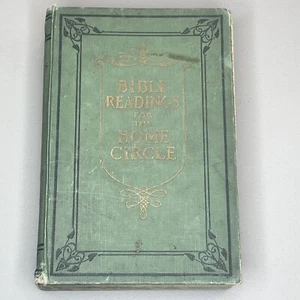 BIBLE
READINGS
FOR
THE
HOME
CIRCLE